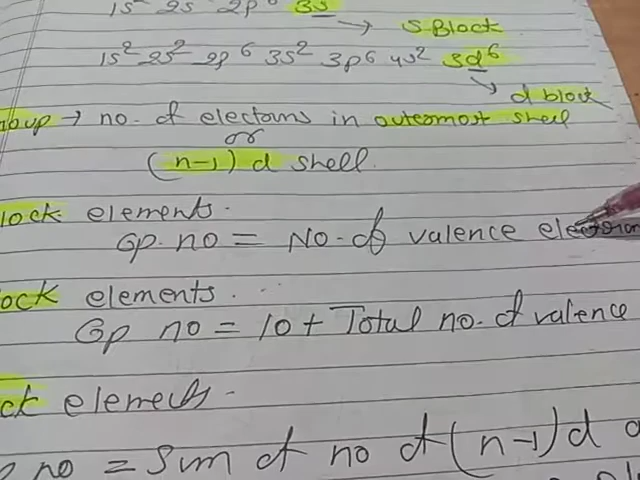 1s² 2s² 2p⁶ 3s
→ S Block
1s² 2s² 2p⁶ 3s² 3p⁶ 4s² 3d⁶
d block
oup → no. of electorns in outermost shell
or
(n-1) d shell.
lock elements.
Gp. no = No. of valence electron
ock elements.
Gp no = 10 + Total no. of valence
ck elements.
no = Sum of no of (n-1)d